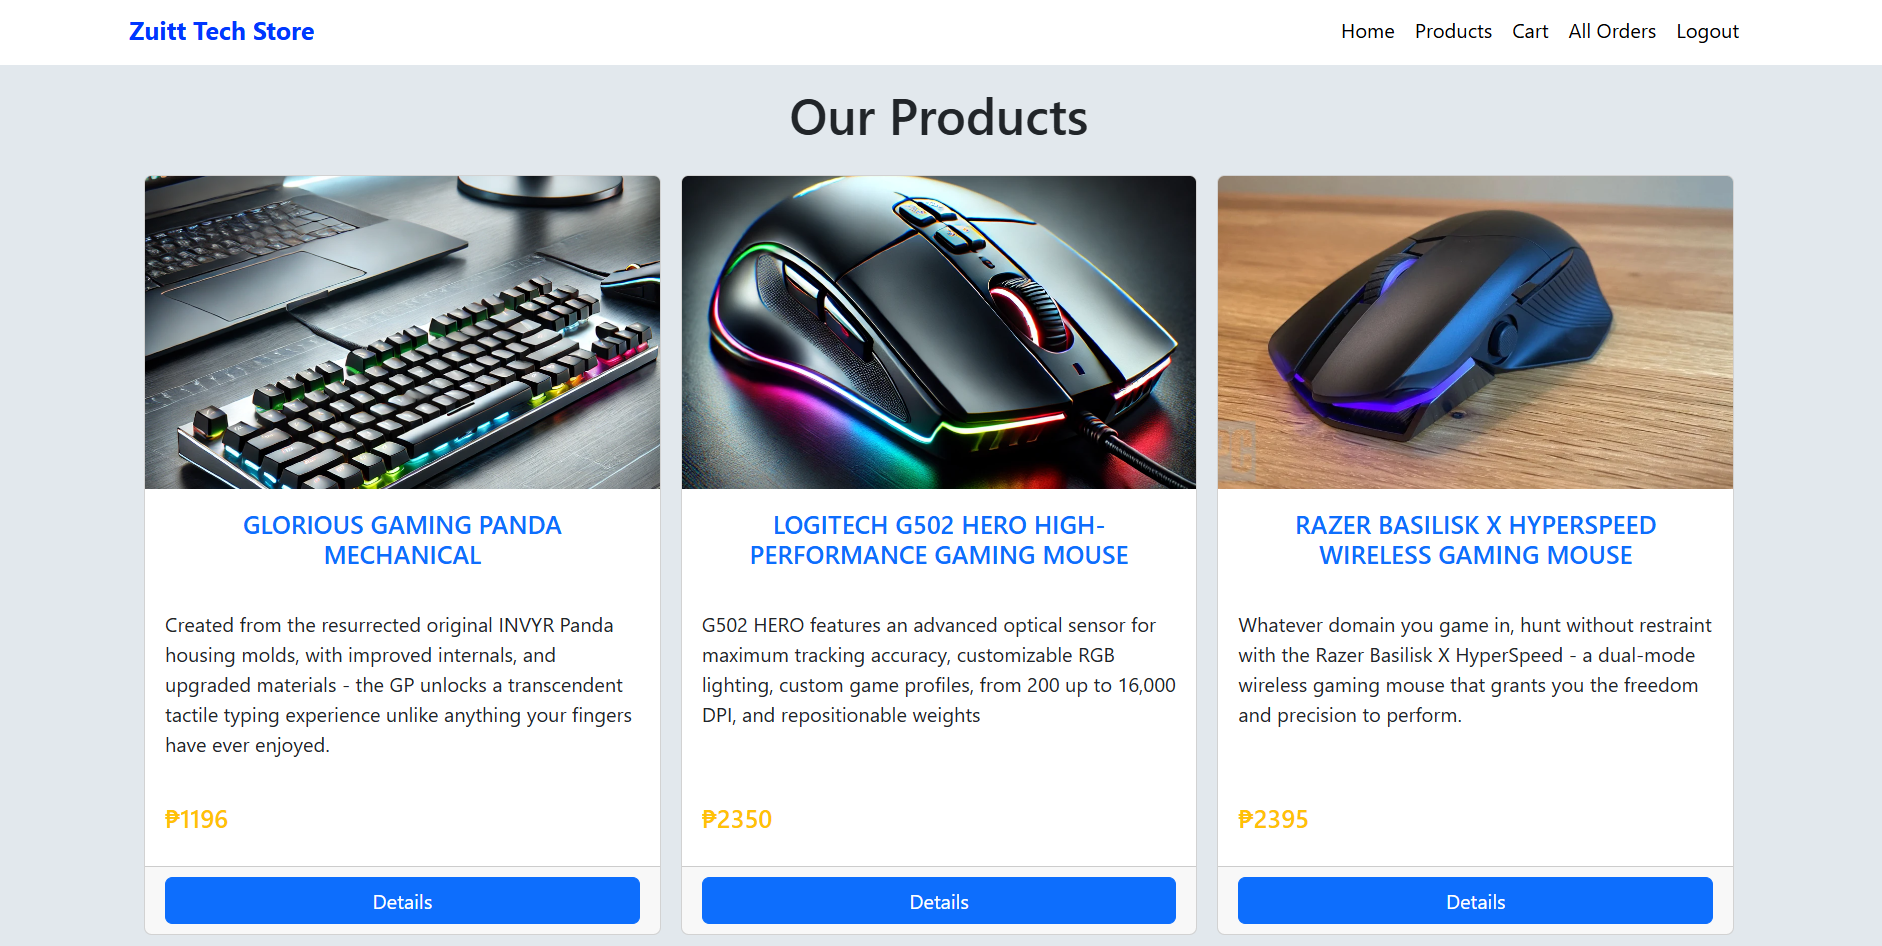 Zuitt Tech Store
Home Products Cart All Orders Logout
Our Products
GLORIOUS GAMING PANDA
MECHANICAL
Created from the resurrected original INVYR Panda
housing molds, with improved internals, and
upgraded materials - the GP unlocks a transcendent
tactile typing experience unlike anything your fingers
have ever enjoyed.
₱1196
Details
LOGITECH G502 HERO HIGH-
PERFORMANCE GAMING MOUSE
G502 HERO features an advanced optical sensor for
maximum tracking accuracy, customizable RGB
lighting, custom game profiles, from 200 up to 16,000
DPI, and repositionable weights
₱2350
Details
RAZER BASILISK X HYPERSPEED
WIRELESS GAMING MOUSE
Whatever domain you game in, hunt without restraint
with the Razer Basilisk X HyperSpeed - a dual-mode
wireless gaming mouse that grants you the freedom
and precision to perform.
₱2395
Details